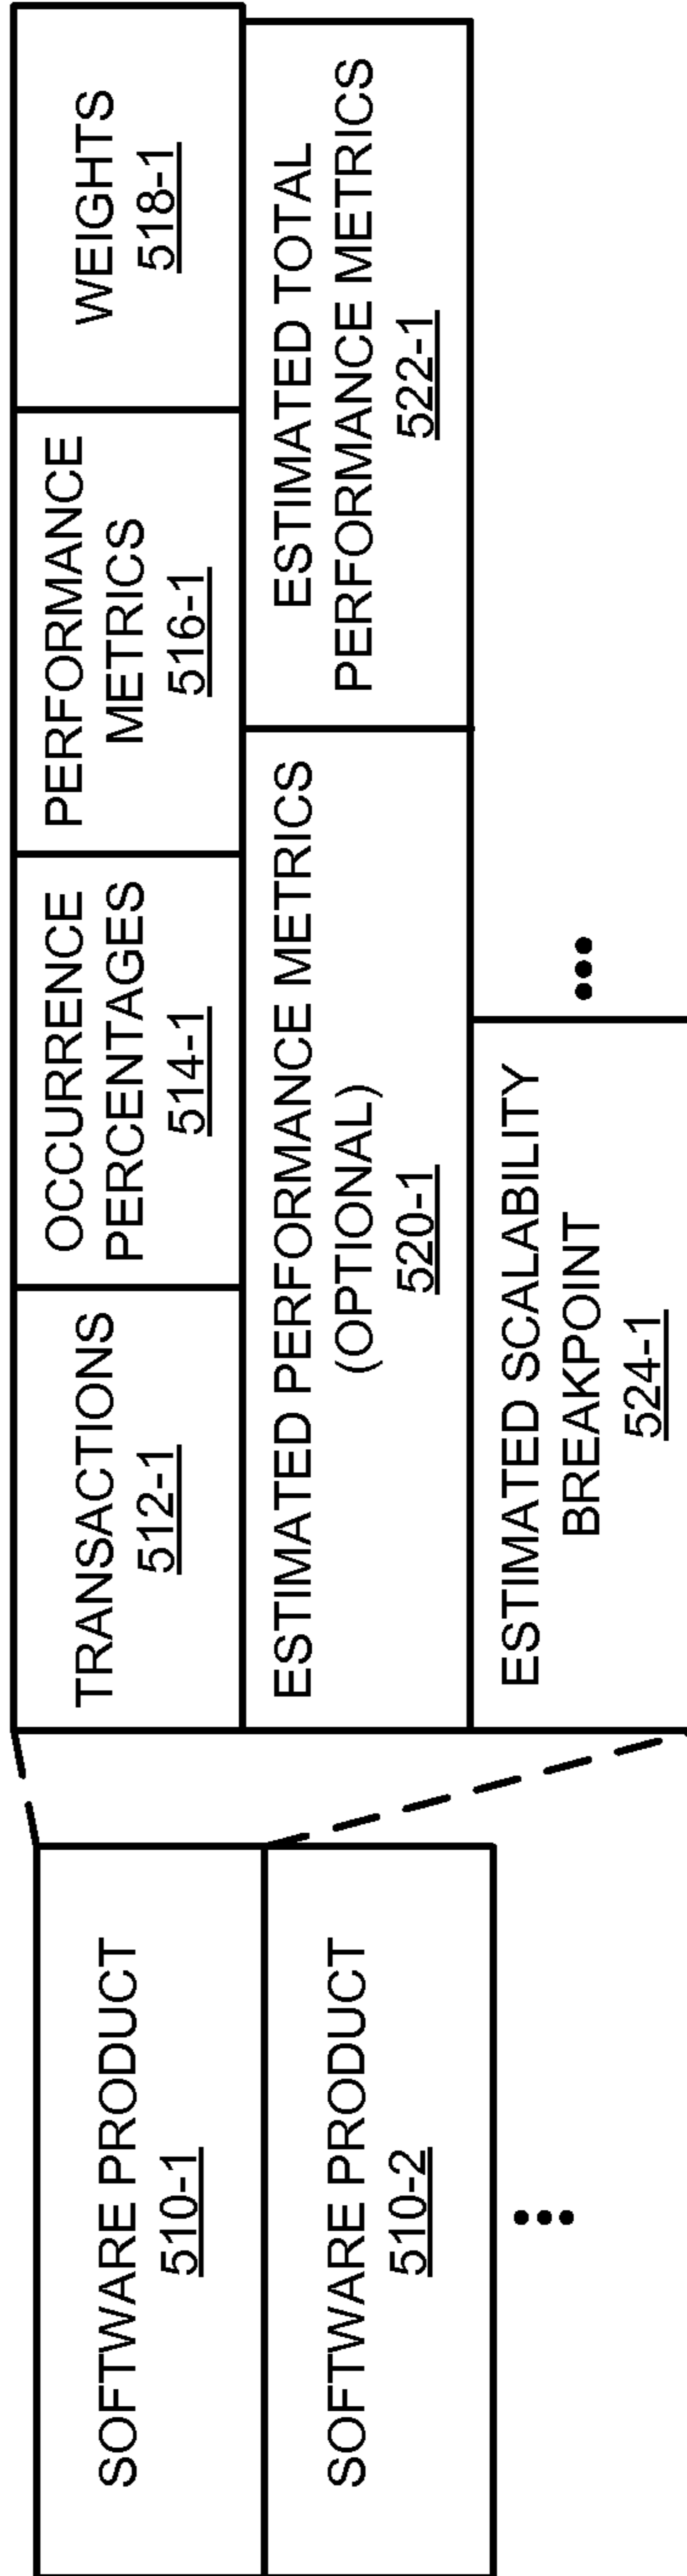 SOFTWARE PRODUCT
510-1
SOFTWARE PRODUCT
510-2
TRANSACTIONS
512-1
OCCURRENCE
PERCENTAGES
514-1
PERFORMANCE
METRICS
516-1
WEIGHTS
518-1
ESTIMATED PERFORMANCE METRICS
(OPTIONAL)
520-1
ESTIMATED TOTAL
PERFORMANCE METRICS
522-1
ESTIMATED SCALABILITY
BREAKPOINT
524-1